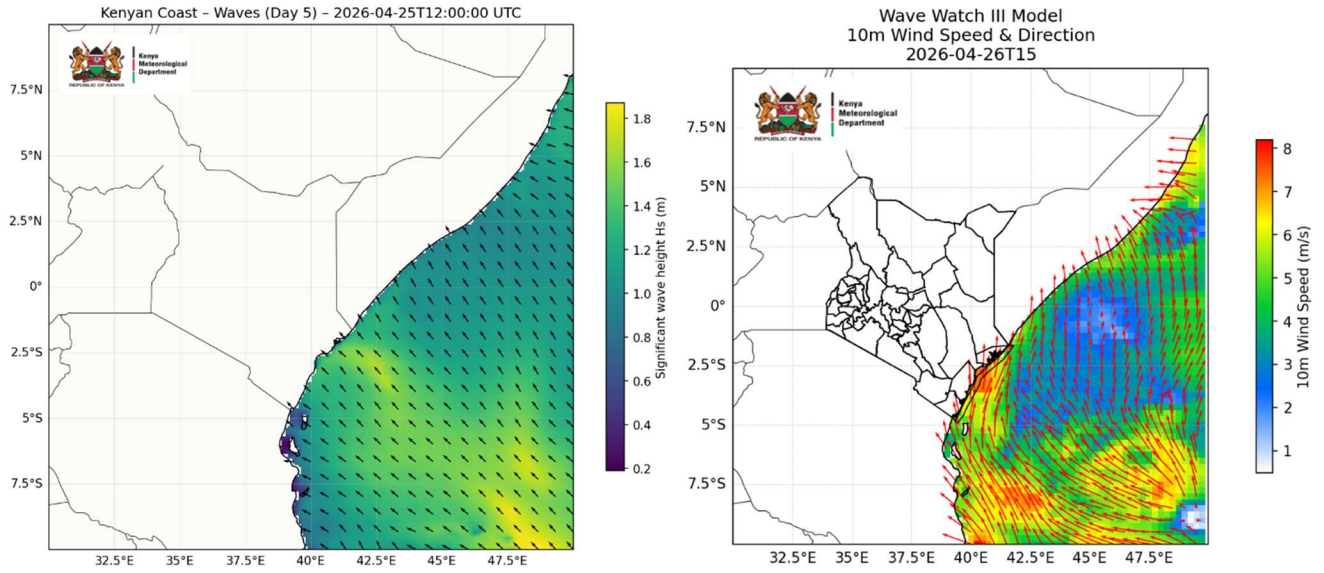 Kenyan Coast – Waves (Day 5) – 2026-04-25T12:00:00 UTC
Kenya
Meteorological
Department
REPUBLIC OF KENYA
7.5°N
5°N
2.5°N
0°
2.5°S
5°S
7.5°S
32.5°E
35°E
37.5°E
40°E
42.5°E
45°E
47.5°E
1.8
1.6
1.4
1.2
1.0
0.8
0.6
0.4
0.2
Significant wave height Hs (m)
Wave Watch III Model
10m Wind Speed & Direction
2026-04-26T15
Kenya
Meteorological
Department
REPUBLIC OF KENYA
7.5°N
5°N
2.5°N
0°
2.5°S
5°S
7.5°S
32.5°E
35°E
37.5°E
40°E
42.5°E
45°E
47.5°E
8
7
6
5
4
3
2
1
10m Wind Speed (m/s)